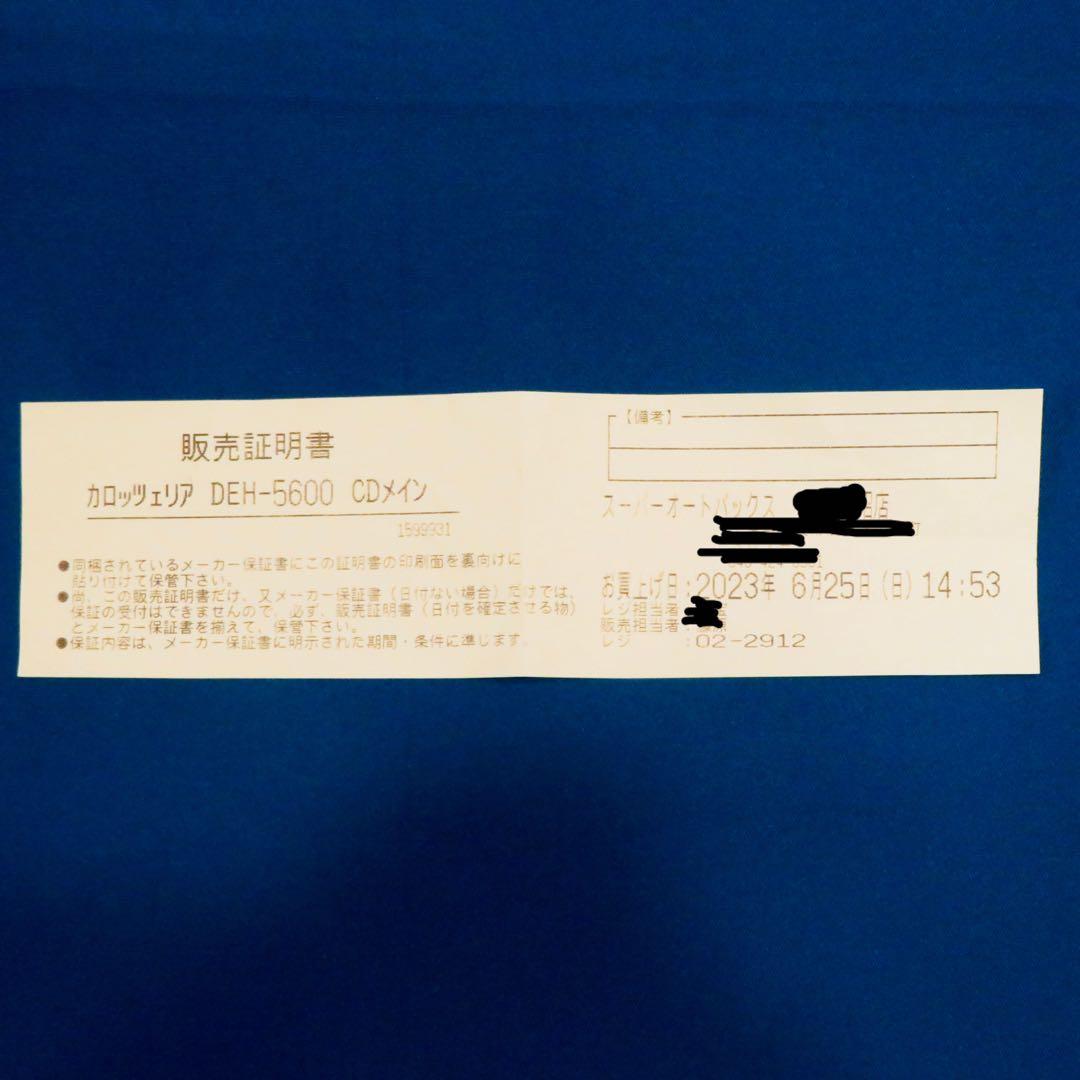 販売証明書
カロッツェリア DEH-5600 CDメイン
1599931
●同梱されているメーカー保証書にこの証明書の印刷面を裏向けに
貼り付けて保管下さい。
●尚、この販売証明書だけ、又メーカー保証書(日付ない場合)だけでは、
保証の受付はできませんので、必ず、販売証明書(日付を確定させる物)
とメーカー保証書を揃えて、保管下さい。
●保証内容は、メーカー保証書に明示された期間・条件に準じます。
【備考】
スーパーオートバックス 店
お買上げ日:2023年 6月25日(日) 14:53
レジ担当者
販売担当者:
レジ :02-2912